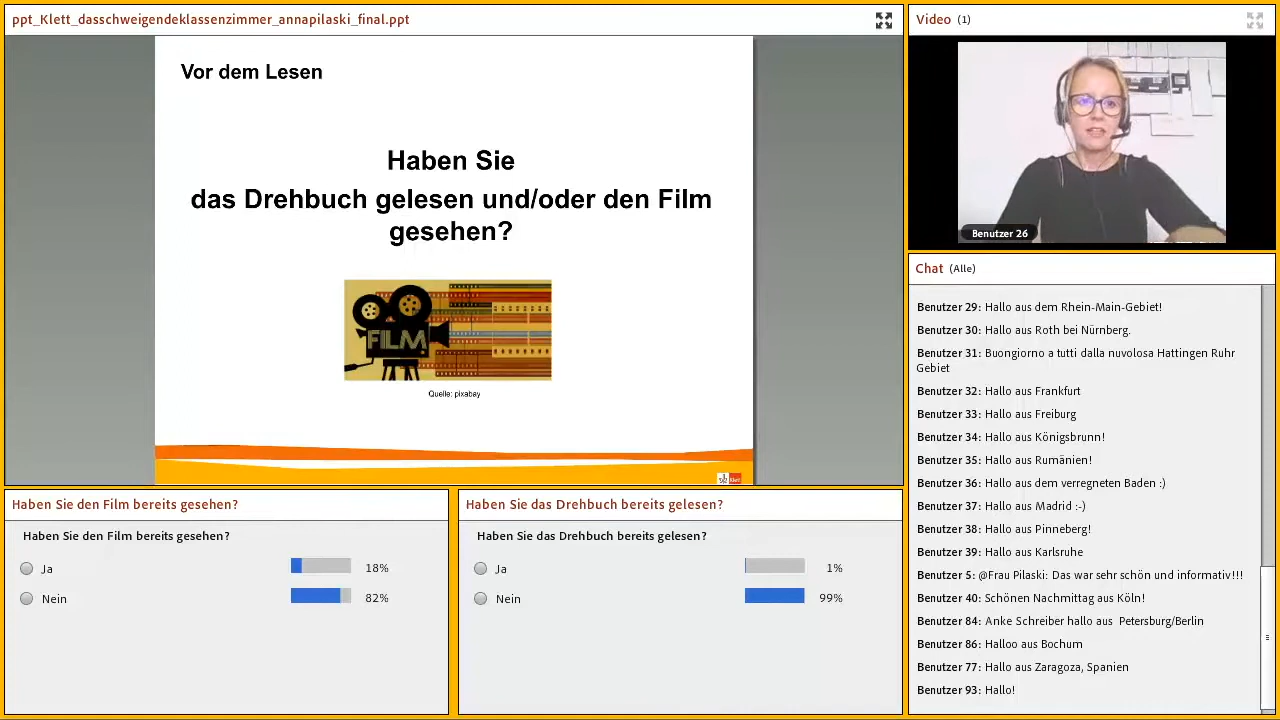 ppt_Klett_dasschweigendeklassenzimmer_annapilaski_final.ppt
Vor dem Lesen
Haben Sie
das Drehbuch gelesen und/oder den Film
gesehen?
FILM
Quelle: pixabay
Klett
Haben Sie den Film bereits gesehen?
Haben Sie den Film bereits gesehen?
Ja 18%
Nein 82%
Haben Sie das Drehbuch bereits gelesen?
Haben Sie das Drehbuch bereits gelesen?
Ja 1%
Nein 99%
Video (1)
Benutzer 26
Chat (Alle)
Benutzer 29: Hallo aus dem Rhein-Main-Gebiet!
Benutzer 30: Hallo aus Roth bei Nürnberg.
Benutzer 31: Buongiorno a tutti dalla nuvolosa Hattingen Ruhr
Gebiet
Benutzer 32: Hallo aus Frankfurt
Benutzer 33: Hallo aus Freiburg
Benutzer 34: Hallo aus Königsbrunn!
Benutzer 35: Hallo aus Rumänien!
Benutzer 36: Hallo aus dem verregneten Baden :)
Benutzer 37: Hallo aus Madrid :-)
Benutzer 38: Hallo aus Pinneberg!
Benutzer 39: Hallo aus Karlsruhe
Benutzer 5: @Frau Pilaski: Das war sehr schön und informativ!!!
Benutzer 40: Schönen Nachmittag aus Köln!
Benutzer 84: Anke Schreiber hallo aus  Petersburg/Berlin
Benutzer 86: Halloo aus Bochum
Benutzer 77: Hallo aus Zaragoza, Spanien
Benutzer 93: Hallo!